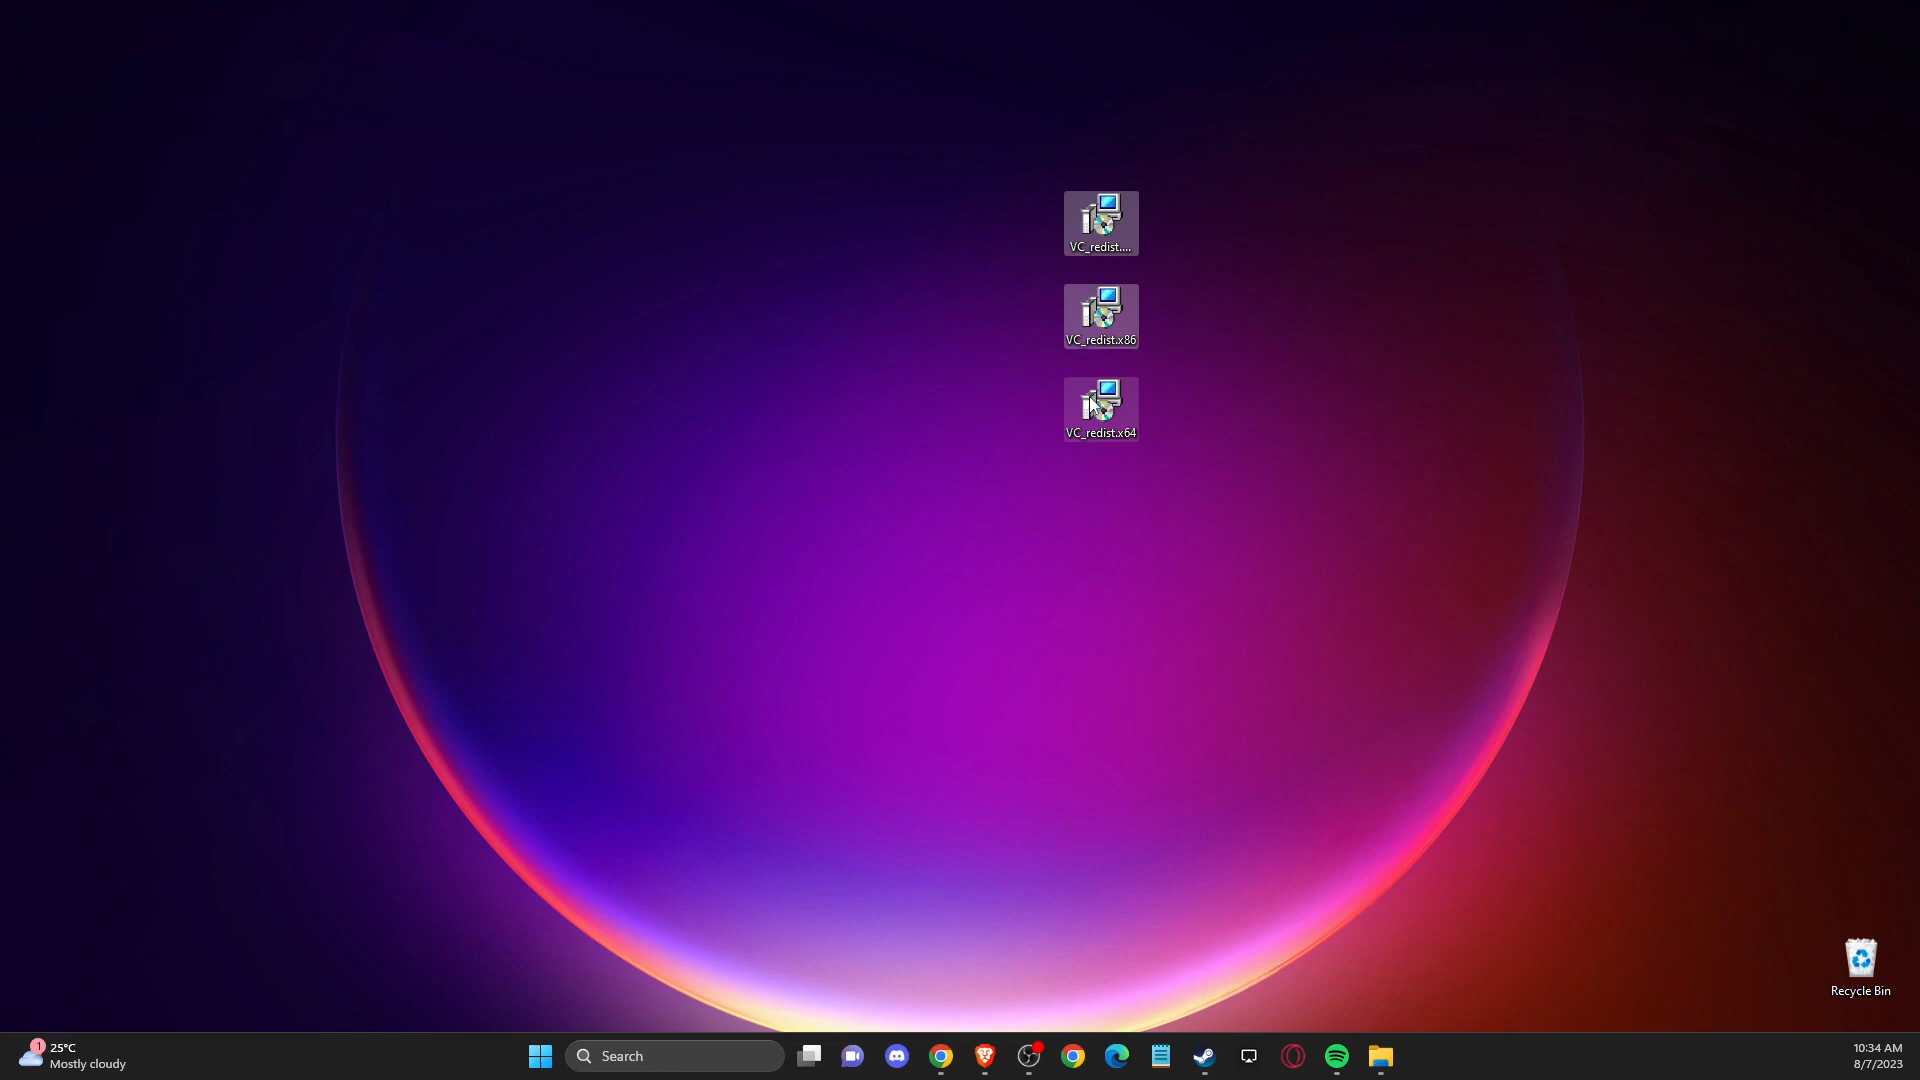 VC_redist....
VC_redist.x86
VC_redist.x64
Recycle Bin
1
25°C
Mostly cloudy
Search
10:34 AM
8/7/2023